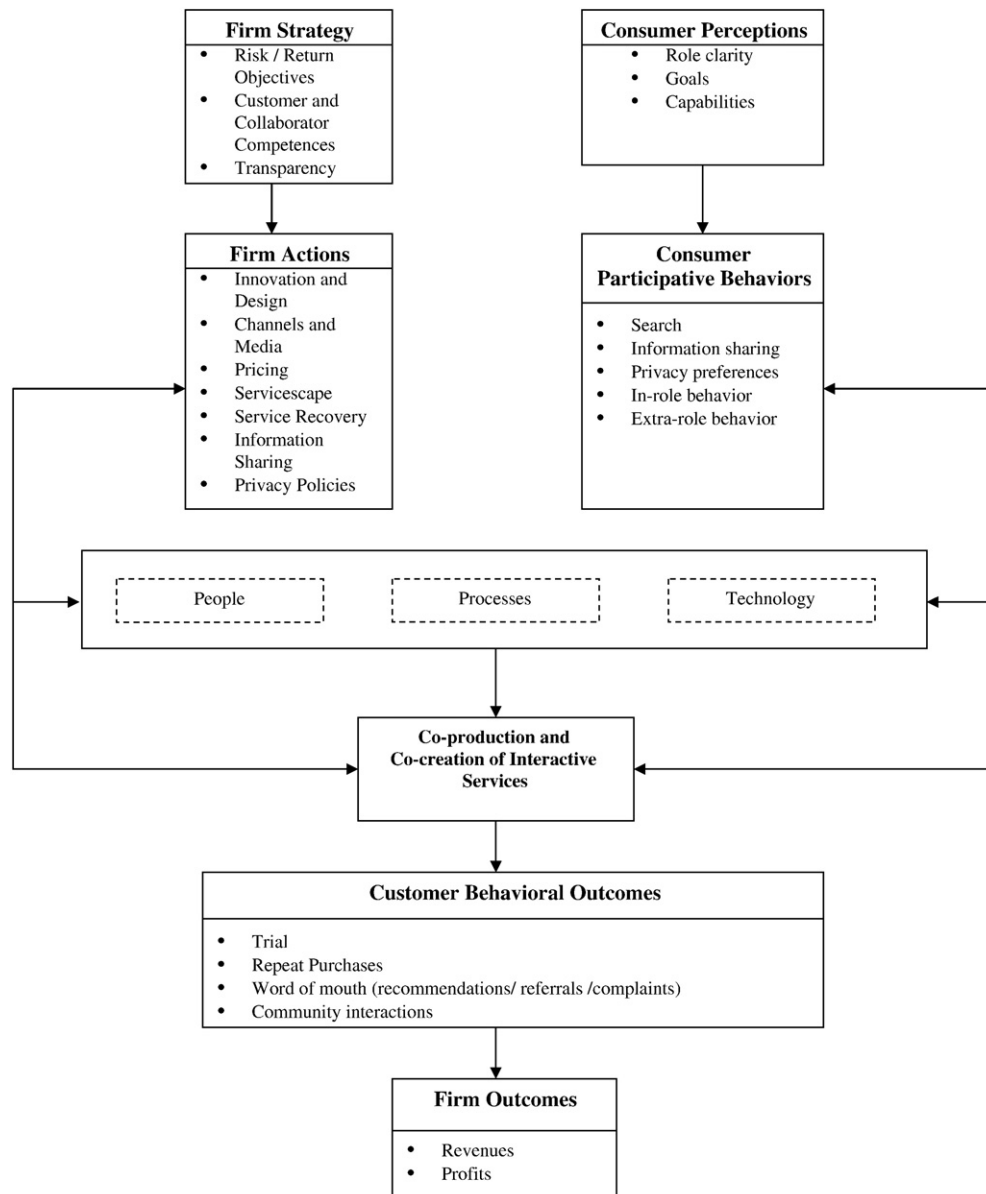 Firm Strategy
• Risk / Return
Objectives
• Customer and
Collaborator
Competences
• Transparency
Consumer Perceptions
• Role clarity
• Goals
• Capabilities
Firm Actions
• Innovation and
Design
• Channels and
Media
• Pricing
• Servicescape
• Service Recovery
• Information
Sharing
• Privacy Policies
Consumer
Participative Behaviors
• Search
• Information sharing
• Privacy preferences
• In-role behavior
• Extra-role behavior
People
Processes
Technology
Co-production and
Co-creation of Interactive
Services
Customer Behavioral Outcomes
• Trial
• Repeat Purchases
• Word of mouth (recommendations/ referrals /complaints)
• Community interactions
Firm Outcomes
• Revenues
• Profits